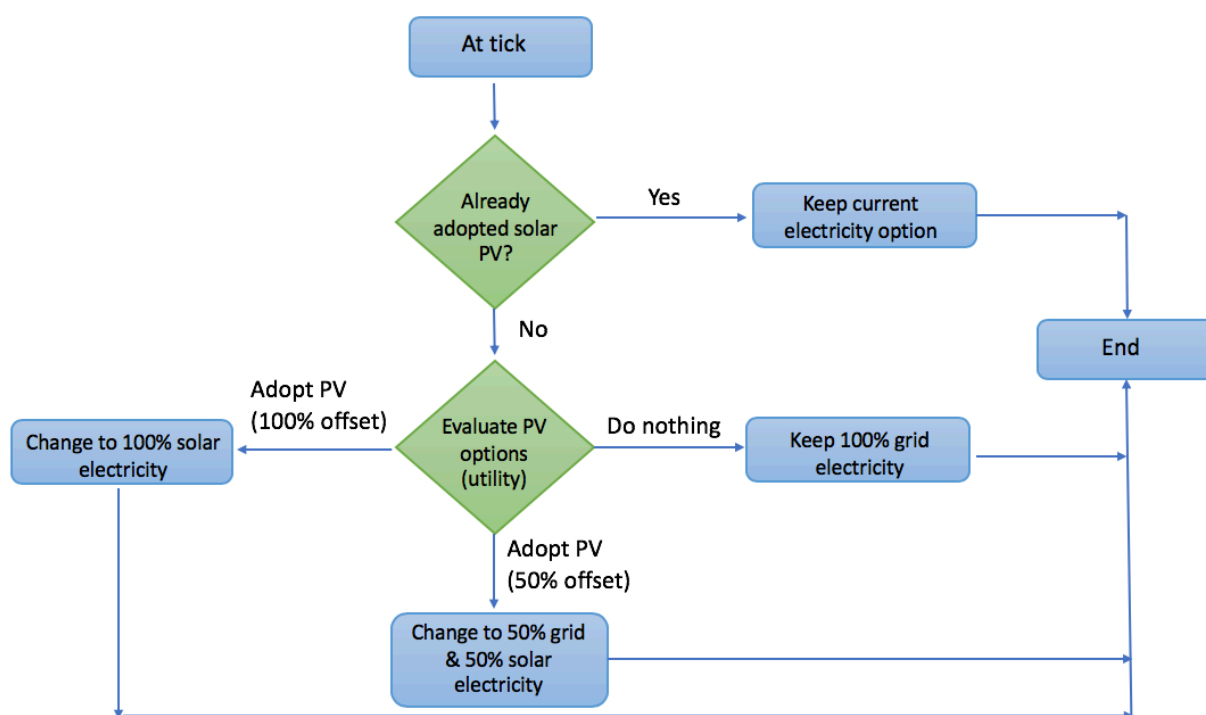 At tick
Already
adopted solar
PV?
Yes
Keep current
electricity option
No
End
Adopt PV
(100% offset)
Change to 100% solar
electricity
Evaluate PV
options
(utility)
Do nothing
Keep 100% grid
electricity
Adopt PV
(50% offset)
Change to 50% grid
& 50% solar
electricity